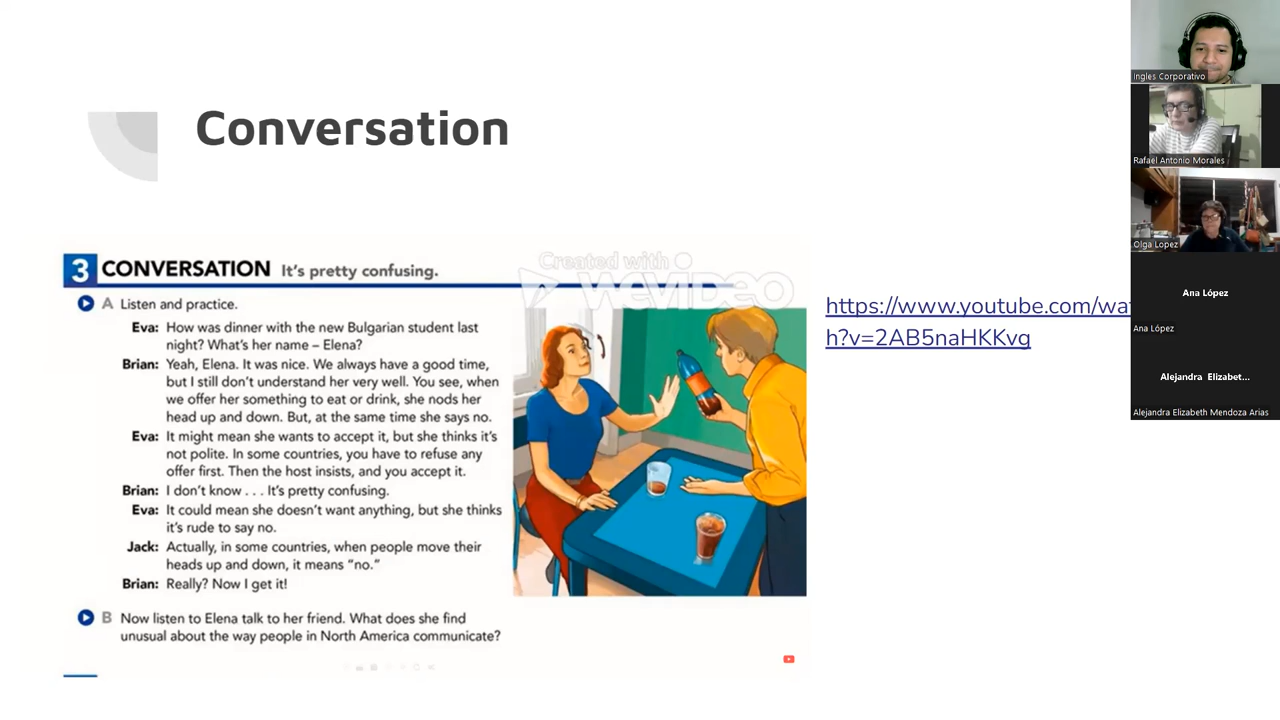 Conversation
3 CONVERSATION It's pretty confusing.
Created with
wevideo
A Listen and practice.
Eva: How was dinner with the new Bulgarian student last
night? What's her name – Elena?
Brian: Yeah, Elena. It was nice. We always have a good time,
but I still don't understand her very well. You see, when
we offer her something to eat or drink, she nods her
head up and down. But, at the same time she says no.
Eva: It might mean she wants to accept it, but she thinks it's
not polite. In some countries, you have to refuse any
offer first. Then the host insists, and you accept it.
Brian: I don't know . . . It's pretty confusing.
Eva: It could mean she doesn't want anything, but she thinks
it's rude to say no.
Jack: Actually, in some countries, when people move their
heads up and down, it means "no."
Brian: Really? Now I get it!
B Now listen to Elena talk to her friend. What does she find
unusual about the way people in North America communicate?
https://www.youtube.com/wat
h?v=2AB5naHKKvg
Ingles Corporativo
Rafael Antonio Morales
Olga Lopez
Ana López
Ana López
Alejandra Elizabet...
Alejandra Elizabeth Mendoza Arias